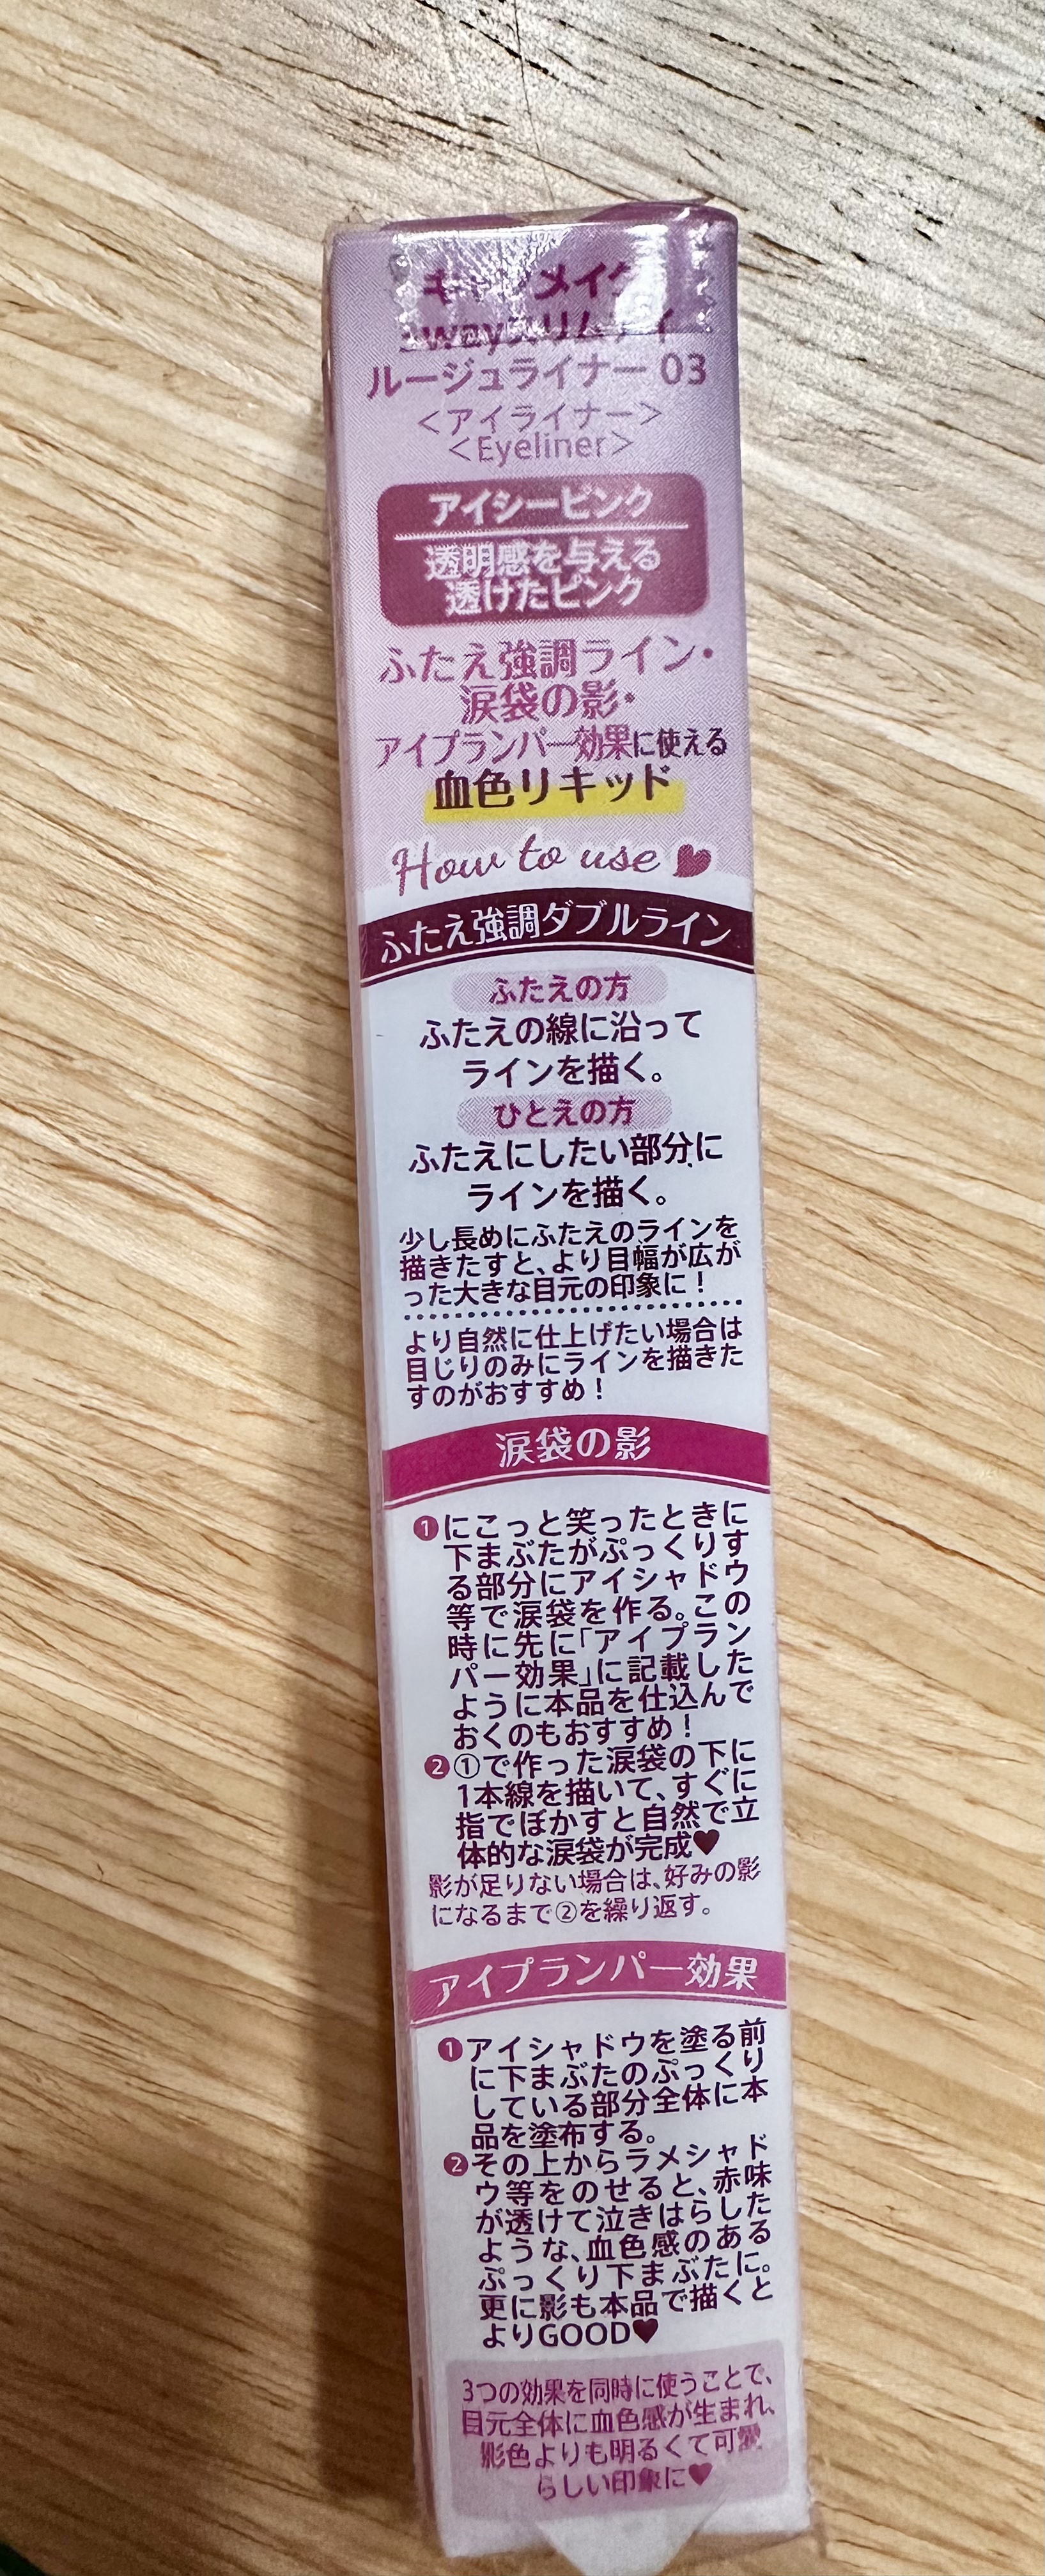 キャンメイク
3wayスリムアイ
ルージュライナー 03
<アイライナー>
<Eyeliner>
アイシーピンク
透明感を与える
透けたピンク
ふたえ強調ライン・
涙袋の影・
アイプランパー効果に使える
血色リキッド
How to use
ふたえ強調ダブルライン
ふたえの方
ふたえの線に沿って
ラインを描く。
ひとえの方
ふたえにしたい部分に
ラインを描く。
少し長めにふたえのラインを
描きたすと、より目幅が広が
った大きな目元の印象に!
より自然に仕上げたい場合は
目じりのみにラインを描きた
すのがおすすめ!
涙袋の影
❶にこっと笑ったときに
下まぶたがぷっくりす
る部分にアイシャドウ
等で涙袋を作る。この
時に先に「アイプラン
パー効果」に記載した
ように本品を仕込んで
おくのもおすすめ!
❷①で作った涙袋の下に
1本線を描いて、すぐに
指でぼかすと自然で立
体的な涙袋が完成♥
影が足りない場合は、好みの影
になるまで②を繰り返す。
アイプランパー効果
❶アイシャドウを塗る前
に下まぶたのぷっくり
している部分全体に本
品を塗布する。
❷その上からラメシャド
ウ等をのせると、赤味
が透けて泣きはらした
ような、血色感のある
ぷっくり下まぶたに。
更に影も本品で描くと
よりGOOD♥
3つの効果を同時に使うことで、
目元全体に血色感が生まれ、
影色よりも明るくて可愛
らしい印象に♥